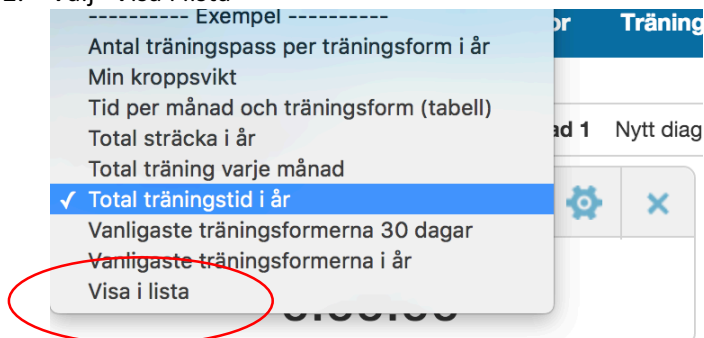 ---------- Exempel ----------
Antal träningspass per träningsform i år
Min kroppsvikt
Tid per månad och träningsform (tabell)
Total sträcka i år
Total träning varje månad
✓ Total träningstid i år
Vanligaste träningsformerna 30 dagar
Vanligaste träningsformerna i år
Visa i lista
or Träning
ad 1 Nytt diag